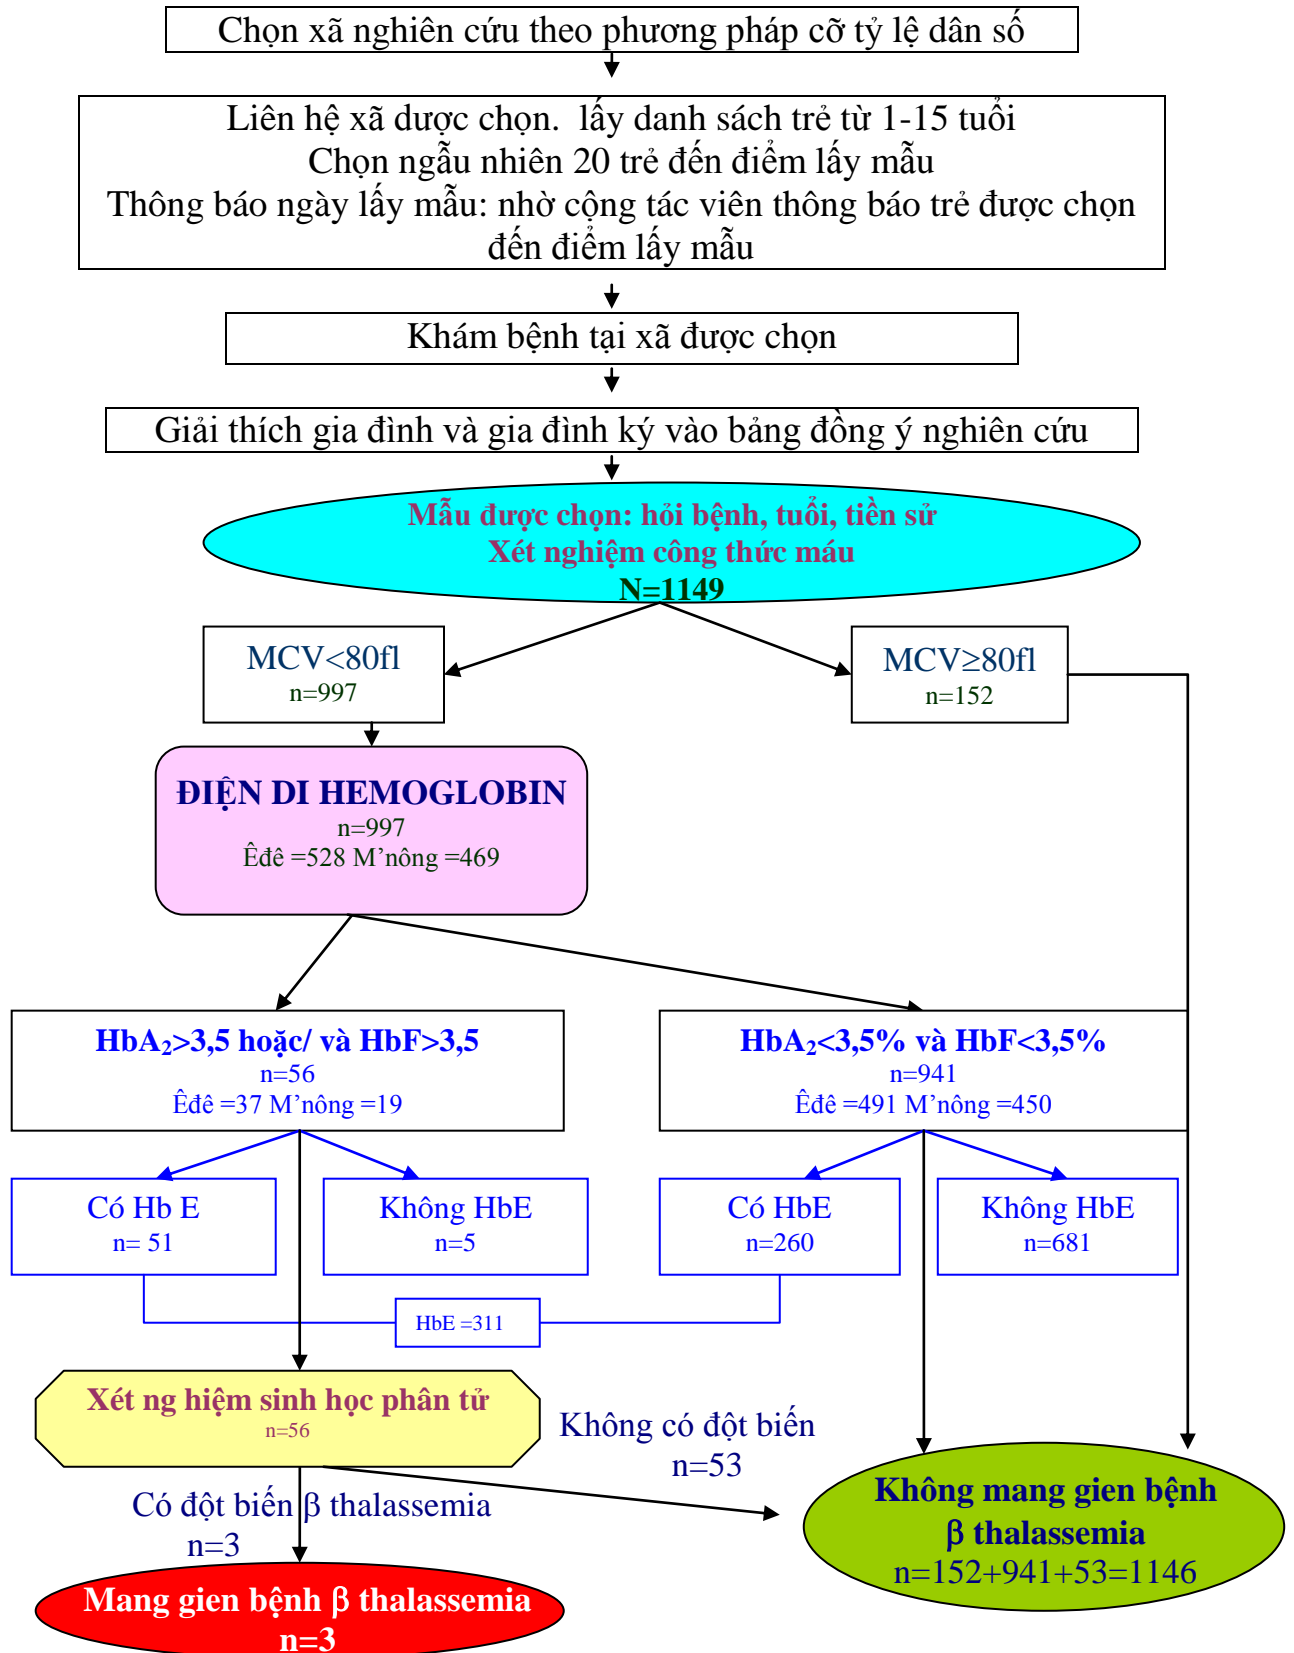 Chọn xã nghiên cứu theo phương pháp cỡ tỷ lệ dân số
Liên hệ xã dược chọn. lấy danh sách trẻ từ 1-15 tuổi
Chọn ngẫu nhiên 20 trẻ đến điểm lấy mẫu
Thông báo ngày lấy mẫu: nhờ cộng tác viên thông báo trẻ được chọn
đến điểm lấy mẫu
Khám bệnh tại xã được chọn
Giải thích gia đình và gia đình ký vào bảng đồng ý nghiên cứu
Mẫu được chọn: hỏi bệnh, tuổi, tiền sử
Xét nghiệm công thức máu
N=1149
MCV<80fl
n=997
MCV≥80fl
n=152
ĐIỆN DI HEMOGLOBIN
n=997
Êđê =528 M’nông =469
HbA₂>3,5 hoặc/ và HbF>3,5
n=56
Êđê =37 M’nông =19
HbA₂<3,5% và HbF<3,5%
n=941
Êđê =491 M’nông =450
Có Hb E
n= 51
Không HbE
n=5
Có HbE
n=260
Không HbE
n=681
HbE =311
Xét ng hiệm sinh học phân tử
n=56
Không có đột biến
n=53
Có đột biến β thalassemia
n=3
Không mang gien bệnh
β thalassemia
n=152+941+53=1146
Mang gien bệnh β thalassemia
n=3